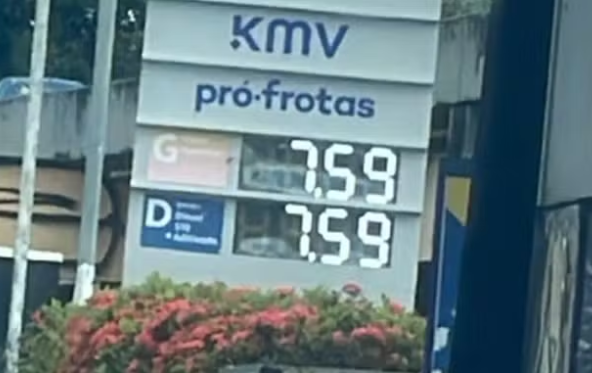 KMV
pró-frotas
G
7.59
D
Diesel
S10
Aditivado
7.59